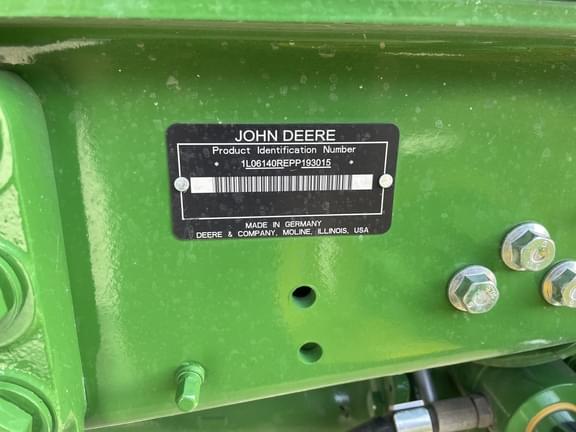 JOHN DEERE
Product Identification Number
1L06140REPP193015
MADE IN GERMANY
DEERE & COMPANY, MOLINE, ILLINOIS, USA